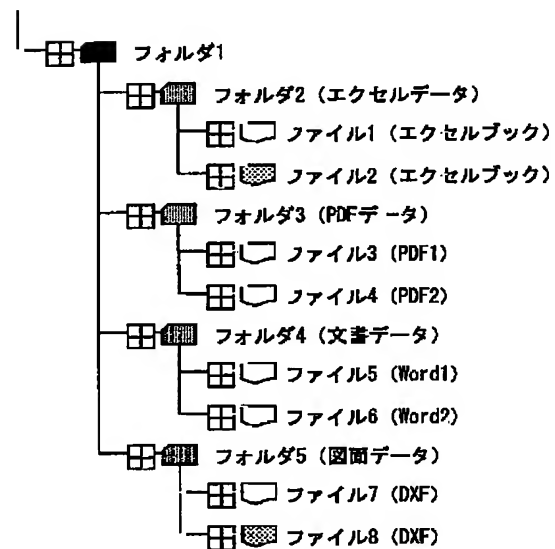 フォルダ1
フォルダ2 (エクセルデータ)
ファイル1 (エクセルブック)
ファイル2 (エクセルブック)
フォルダ3 (PDFデータ)
ファイル3 (PDF1)
ファイル4 (PDF2)
フォルダ4 (文書データ)
ファイル5 (Word1)
ファイル6 (Word2)
フォルダ5 (図面データ)
ファイル7 (DXF)
ファイル8 (DXF)